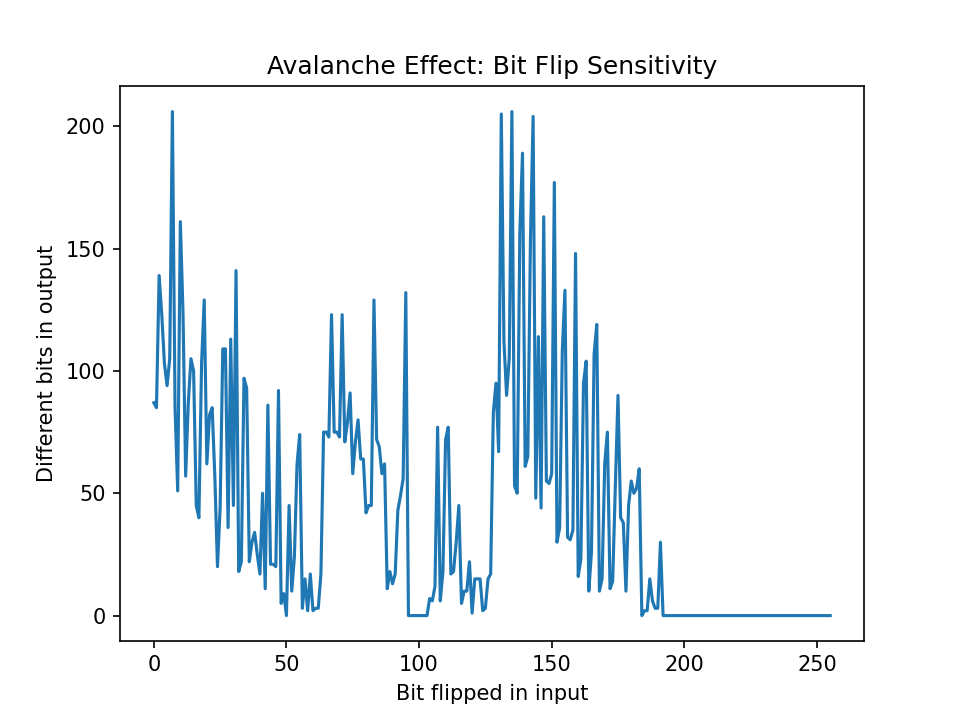 Avalanche Effect: Bit Flip Sensitivity
Different bits in output
200
150
100
50
0
0 50 100 150 200 250
Bit flipped in input